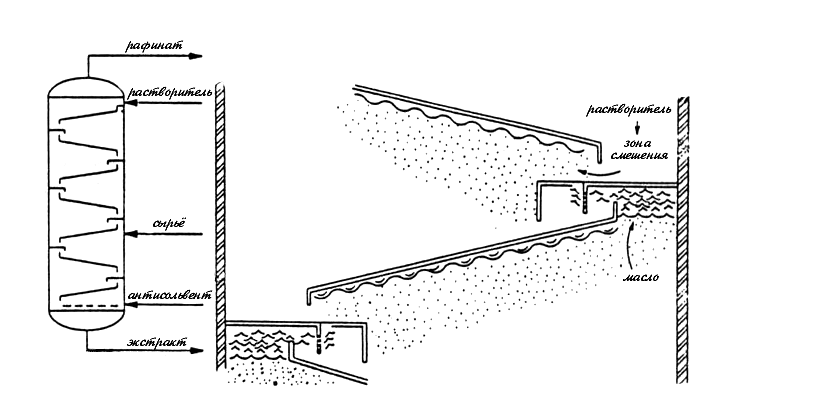 рафинат
растворитель
сырьё
антисольвент
экстракт
растворитель
зона
смешения
масло